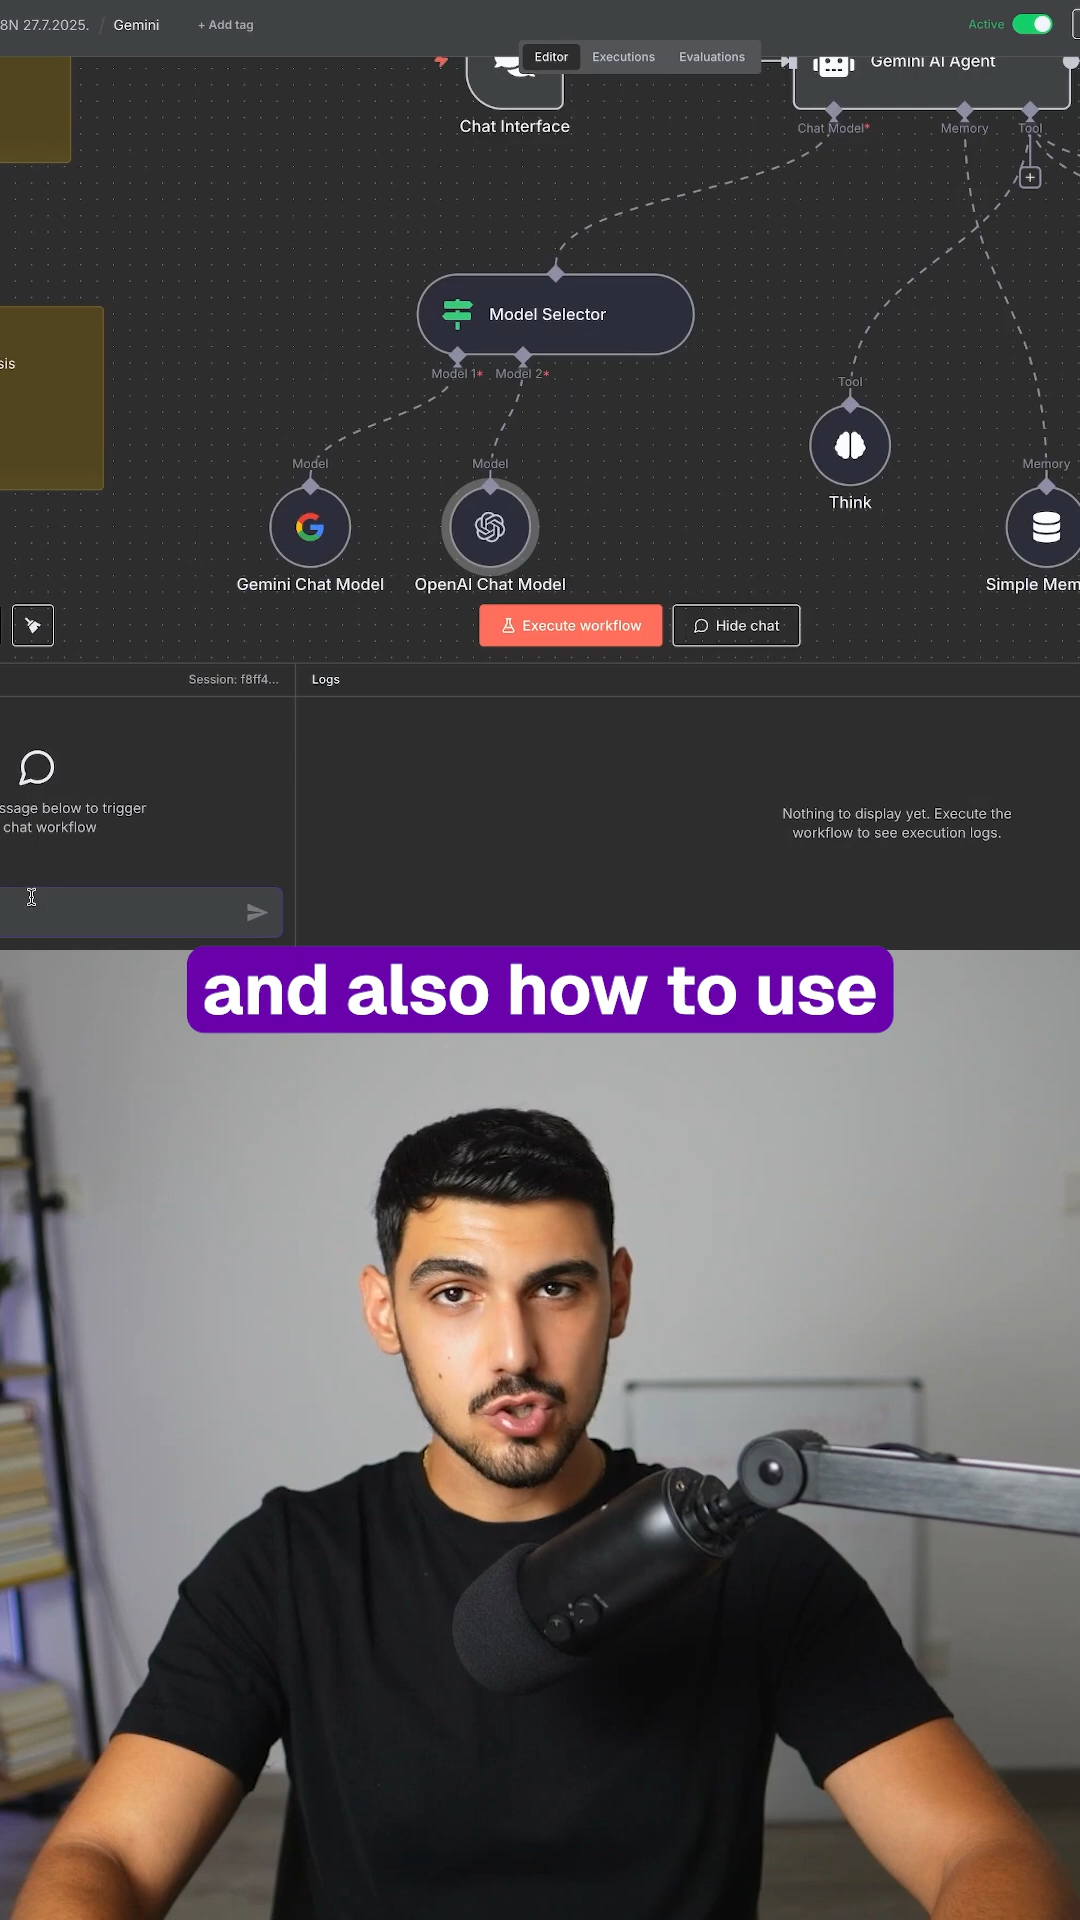 8N 27.7.2025. / Gemini + Add tag Active
Editor Executions Evaluations
Gemini AI Agent
Chat Interface
Chat Model* Memory Tool
+
Model Selector
sis
Model 1* Model 2*
Tool
Model Model Memory
Think
Gemini Chat Model OpenAI Chat Model Simple Mem
Execute workflow Hide chat
Session: f8ff4... Logs
ssage below to trigger
chat workflow
Nothing to display yet. Execute the
workflow to see execution logs.
and also how to use